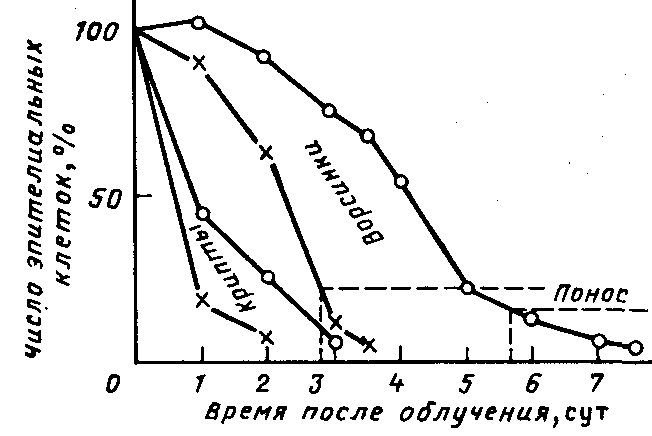 Число эпителиальных
клеток, %
100
50
Ворсинки
Крипты
Понос
0 1 2 3 4 5 6 7
Время после облучения, сут